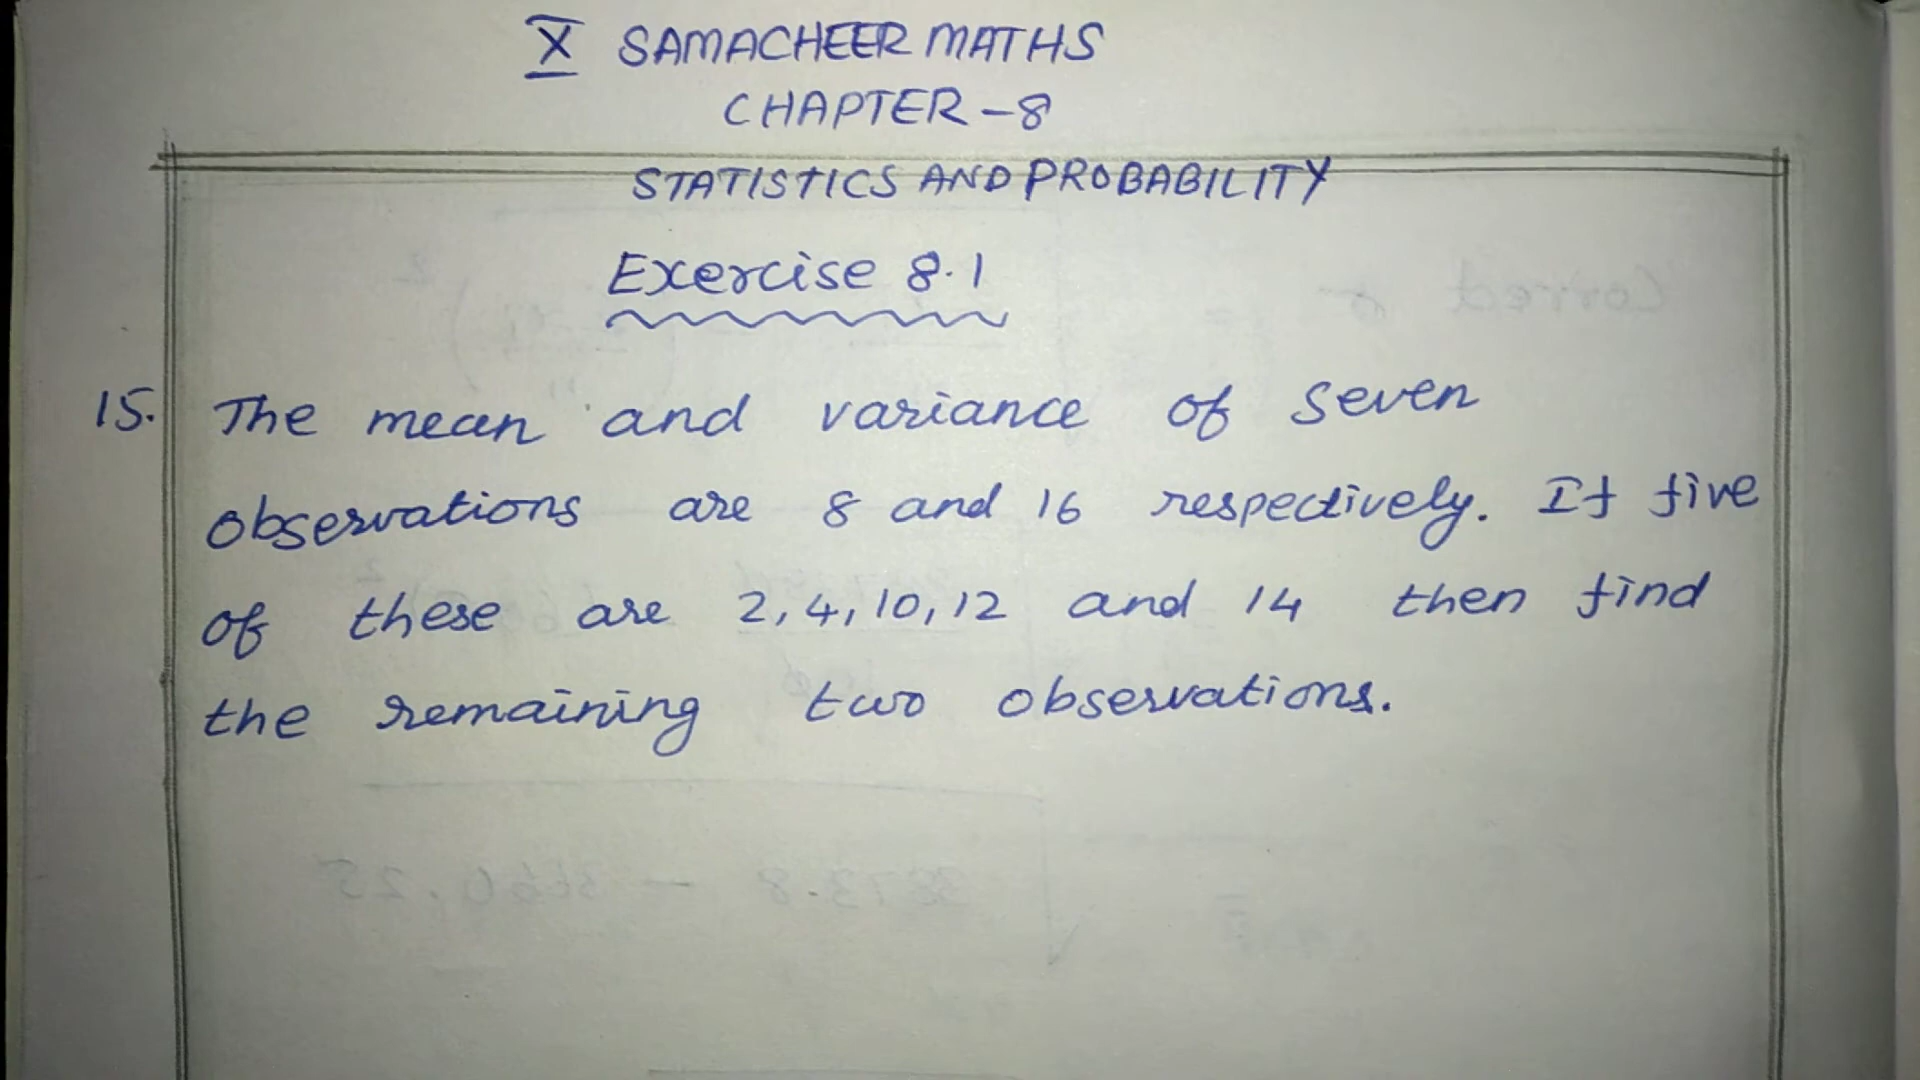 X SAMACHEER MATHS
CHAPTER -8
STATISTICS AND PROBABILITY
Exercise 8.1
15. The mean and variance of seven
observations are 8 and 16 respectively. If five
of these are 2, 4, 10, 12 and 14 then find
the remaining two observations.